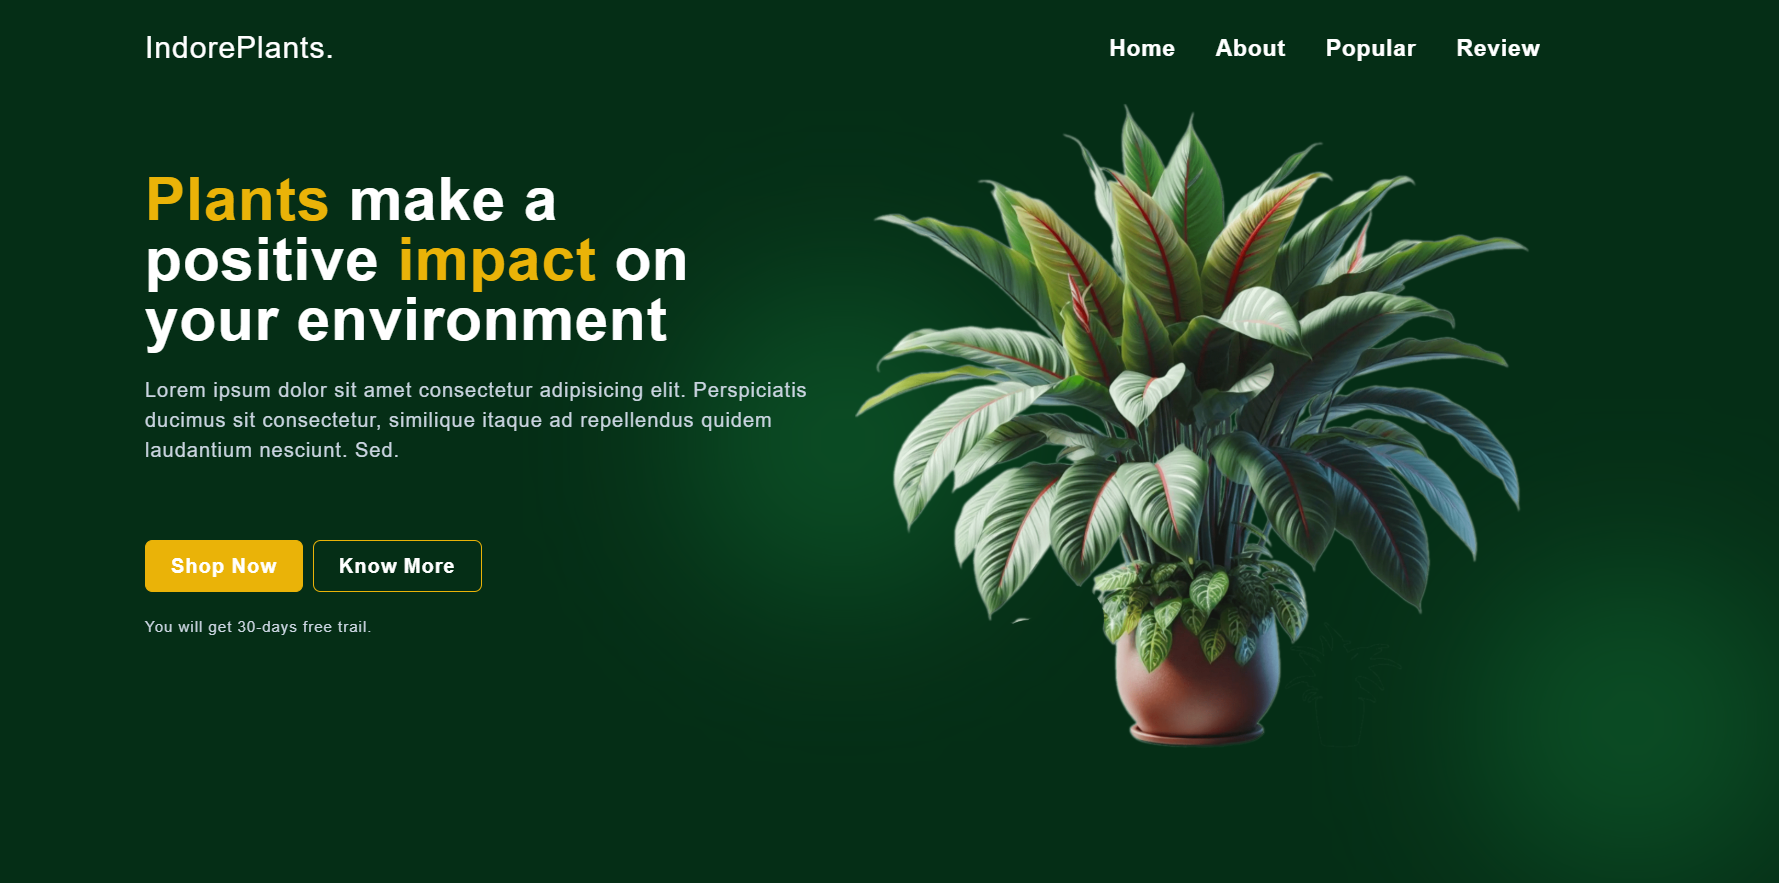 IndorePlants.
Home About Popular Review
Plants make a
positive impact on
your environment
Lorem ipsum dolor sit amet consectetur adipisicing elit. Perspiciatis
ducimus sit consectetur, similique itaque ad repellendus quidem
laudantium nesciunt. Sed.
Shop Now Know More
You will get 30-days free trail.